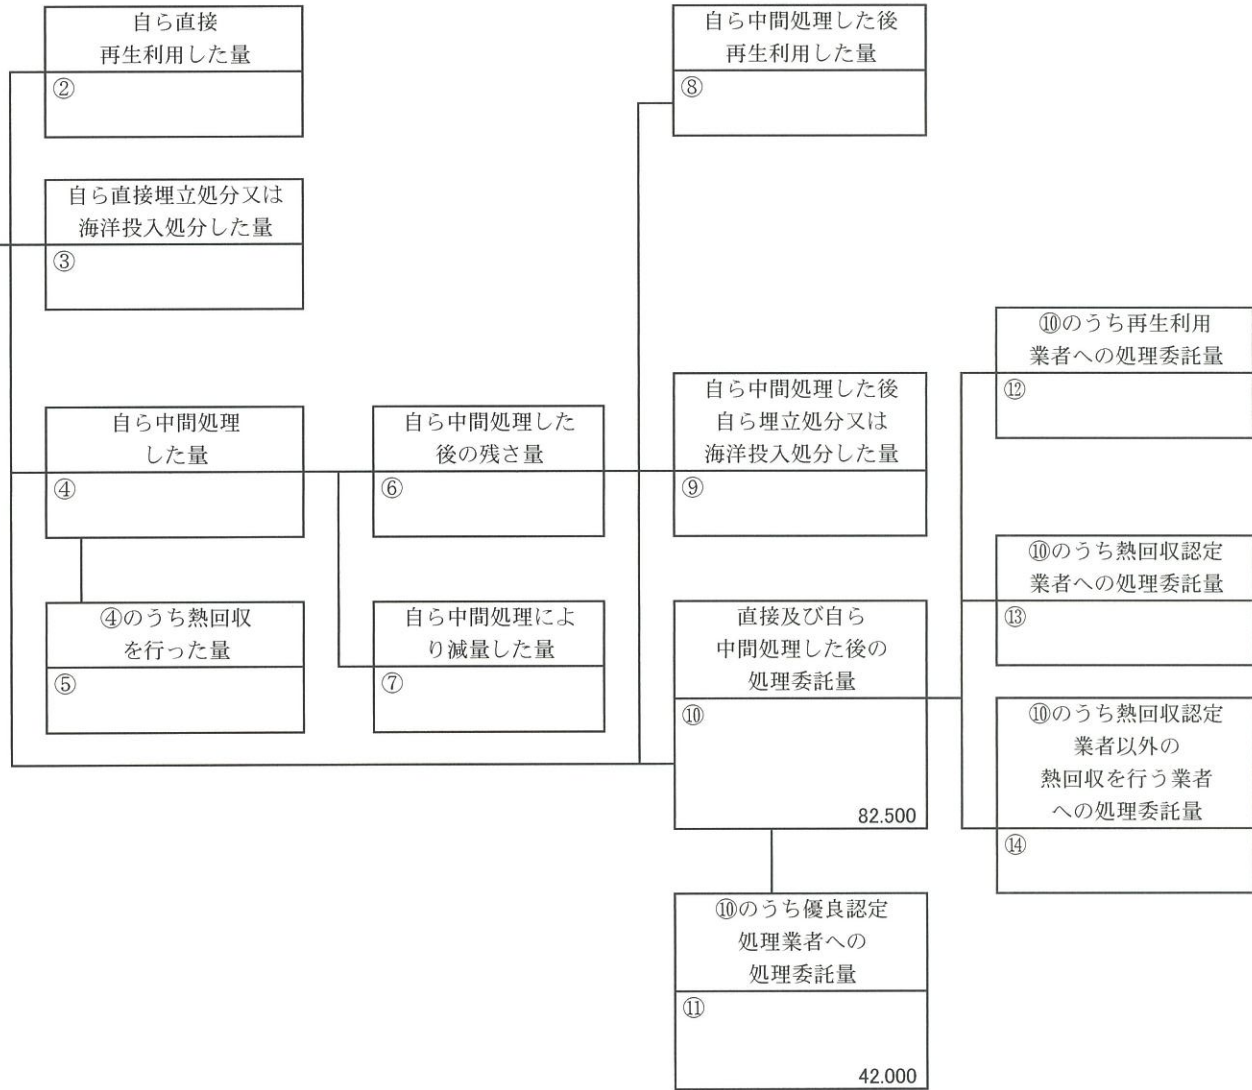 自ら直接
再生利用した量
②
自ら直接埋立処分又は
海洋投入処分した量
③
自ら中間処理
した量
④
④のうち熱回収
を行った量
⑤
自ら中間処理した
後の残さ量
⑥
自ら中間処理によ
り減量した量
⑦
自ら中間処理した後
再生利用した量
⑧
自ら中間処理した後
自ら埋立処分又は
海洋投入処分した量
⑨
直接及び自ら
中間処理した後の
処理委託量
⑩
82.500
⑩のうち優良認定
処理業者への
処理委託量
⑪
42.000
⑩のうち再生利用
業者への処理委託量
⑫
⑩のうち熱回収認定
業者への処理委託量
⑬
⑩のうち熱回収認定
業者以外の
熱回収を行う業者
への処理委託量
⑭